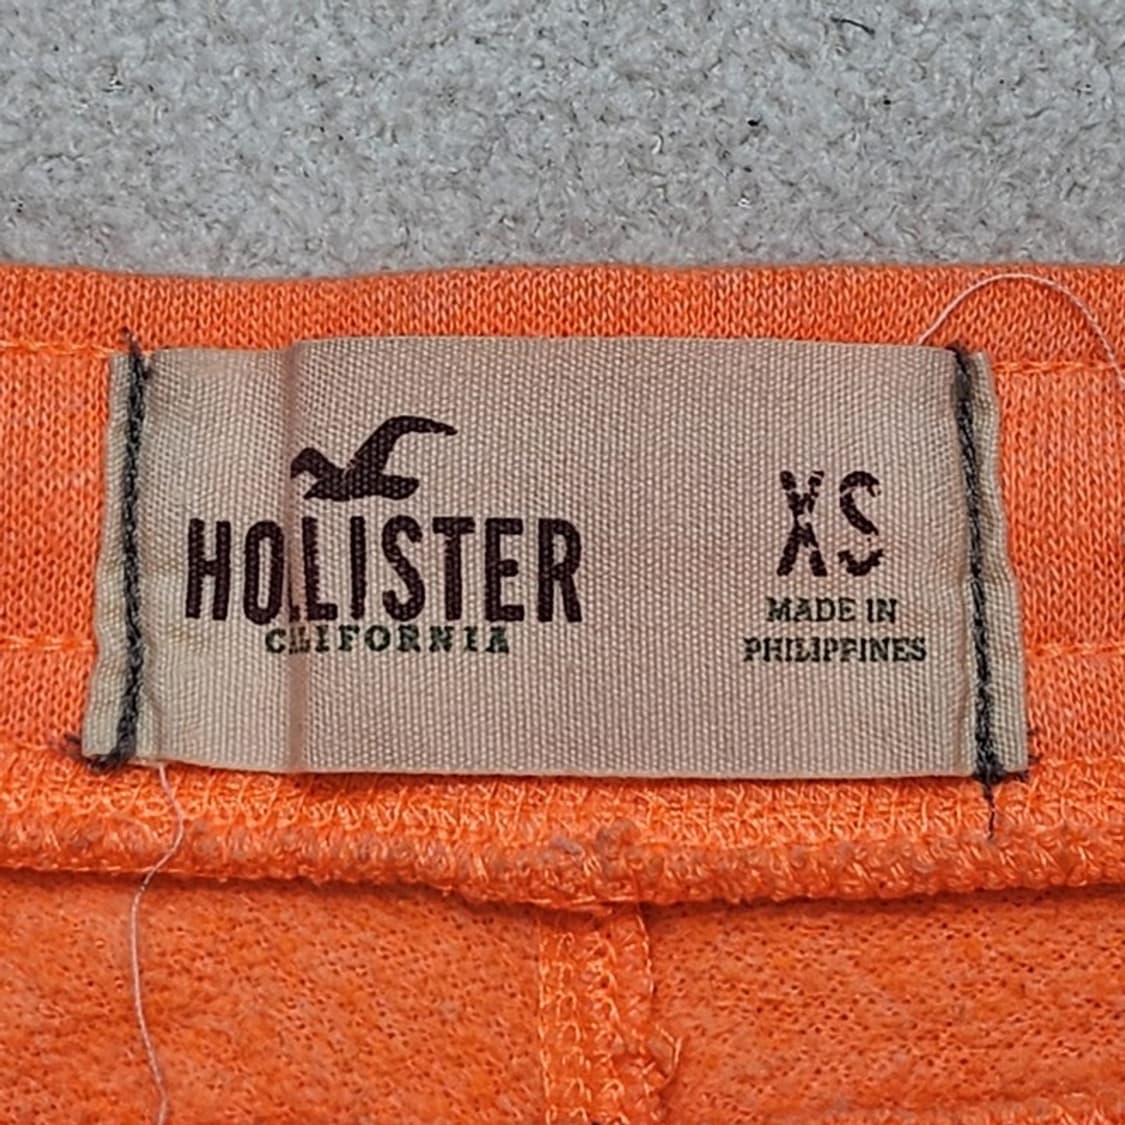 HOLLISTER
CALIFORNIA
XS
MADE IN
PHILIPPINES